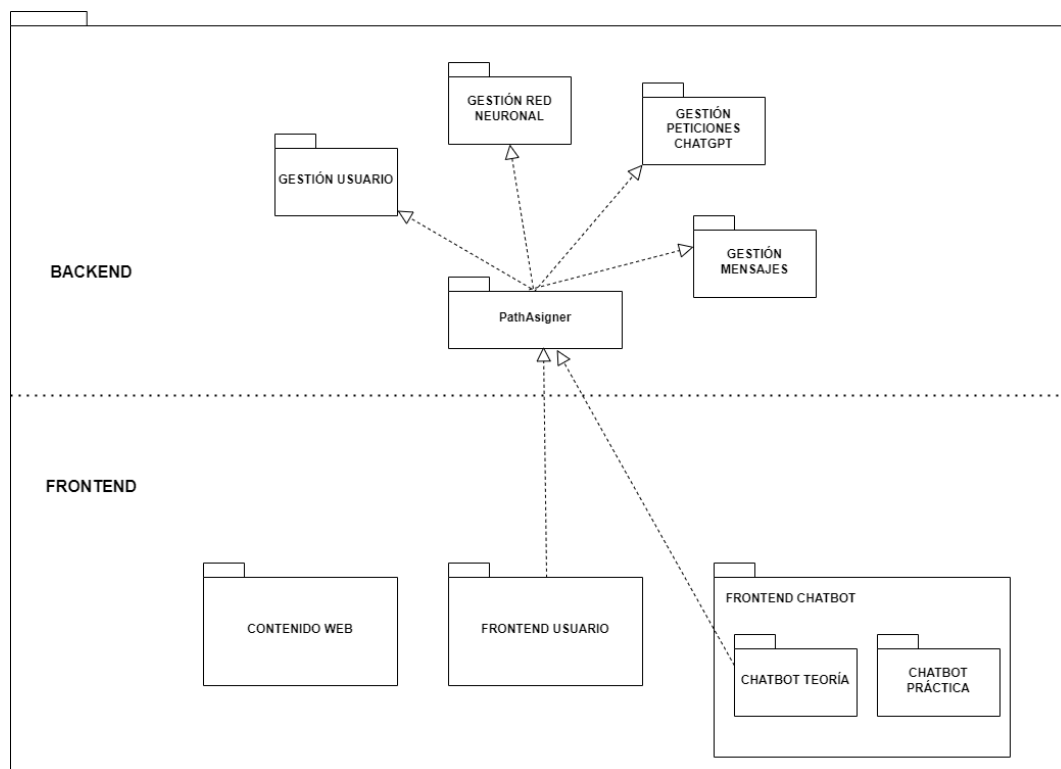 GESTIÓN RED
NEURONAL
GESTIÓN
PETICIONES
CHATGPT
GESTIÓN USUARIO
GESTIÓN
MENSAJES
BACKEND
PathAsigner
FRONTEND
CONTENIDO WEB
FRONTEND USUARIO
FRONTEND CHATBOT
CHATBOT TEORÍA
CHATBOT
PRÁCTICA